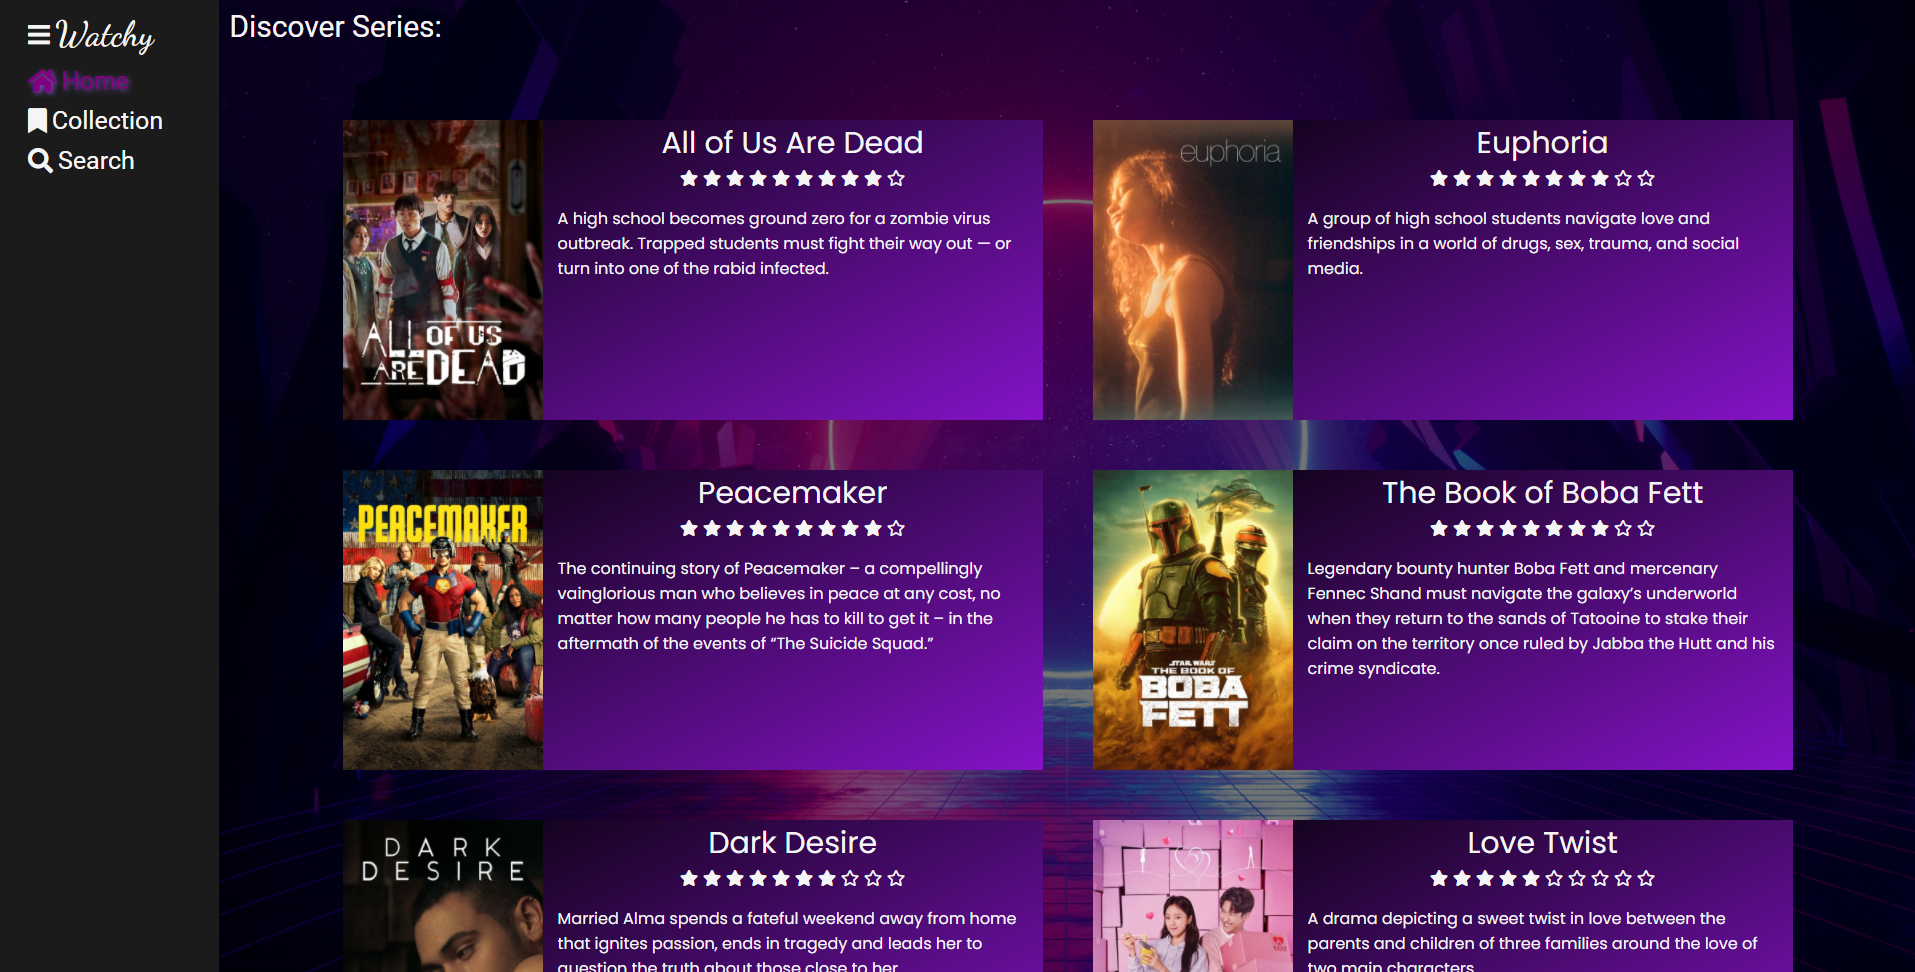 Watchy
Home
Collection
Search
Discover Series:
All of Us Are Dead
A high school becomes ground zero for a zombie virus
outbreak. Trapped students must fight their way out — or
turn into one of the rabid infected.
ALL OF US
ARE DEAD
euphoria
Euphoria
A group of high school students navigate love and
friendships in a world of drugs, sex, trauma, and social
media.
PEACEMAKER
Peacemaker
The continuing story of Peacemaker – a compellingly
vainglorious man who believes in peace at any cost, no
matter how many people he has to kill to get it – in the
aftermath of the events of “The Suicide Squad.”
STAR WARS
THE BOOK OF
BOBA
FETT
The Book of Boba Fett
Legendary bounty hunter Boba Fett and mercenary
Fennec Shand must navigate the galaxy’s underworld
when they return to the sands of Tatooine to stake their
claim on the territory once ruled by Jabba the Hutt and his
crime syndicate.
DARK
DESIRE
Dark Desire
Married Alma spends a fateful weekend away from home
that ignites passion, ends in tragedy and leads her to
question the truth about those close to her.
Love Twist
A drama depicting a sweet twist in love between the
parents and children of three families around the love of
two main characters.